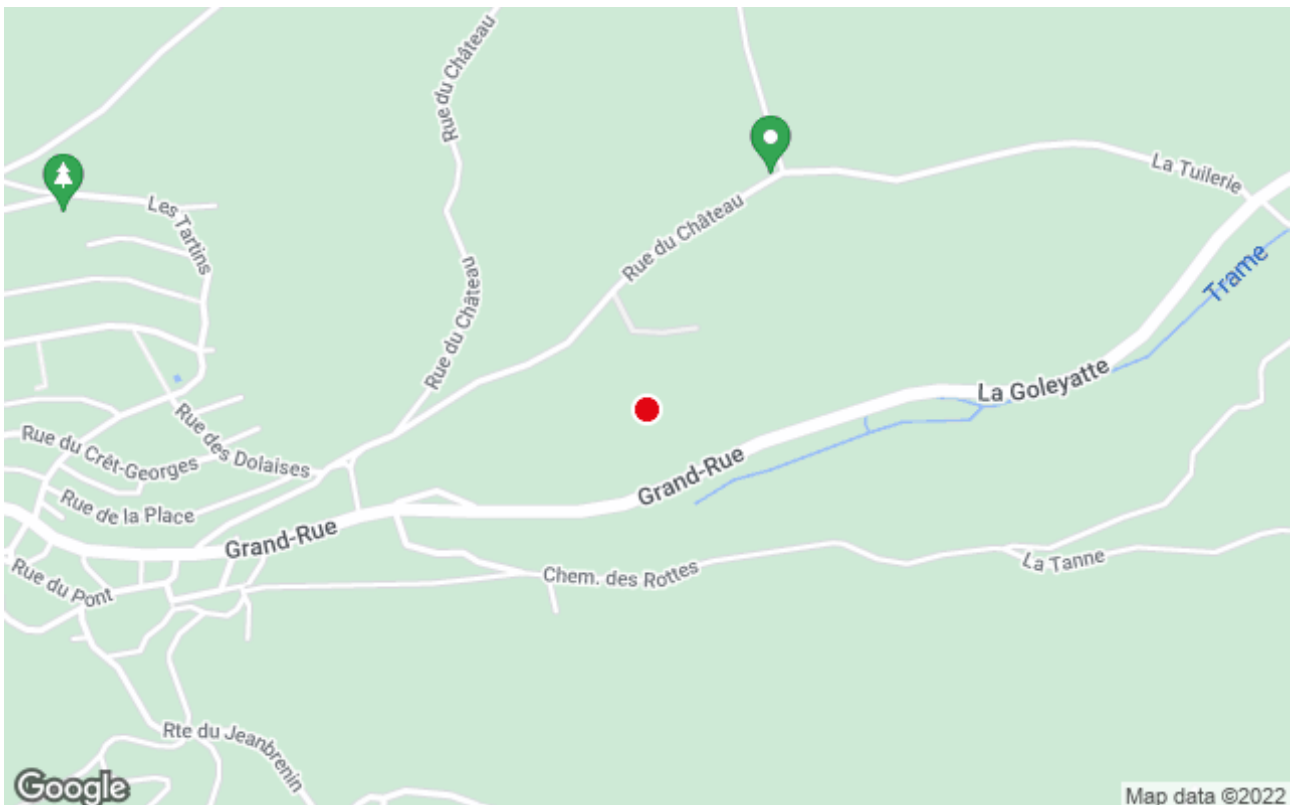 Rue du Château
Les Tartins
La Tuilerie
Rue du Château
Trame
Rue du Château
La Goleyatte
Rue des Dolaises
Rue du Crêt-Georges
Grand-Rue
Rue de la Place
Grand-Rue
Rue du Pont
Chem. des Rottes
La Tanne
Rte du Jeanbrenin
Google
Map data ©2022